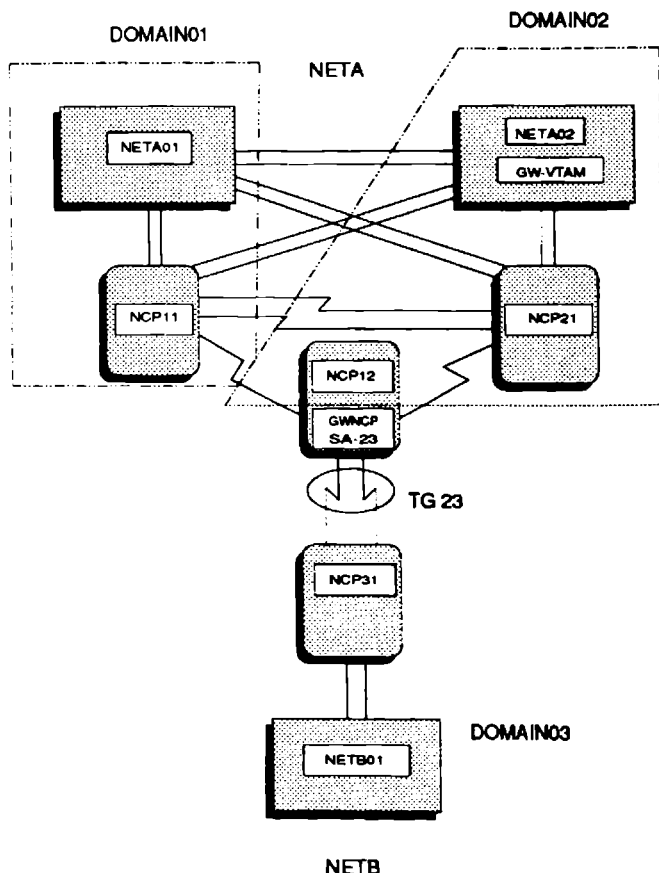 DOMAIN01
DOMAIN02
NETA
NETA01
NETA02
GW-VTAM
NCP11
NCP21
NCP12
GWNCP
SA-23
TG 23
NCP31
DOMAIN03
NETB01
NETB